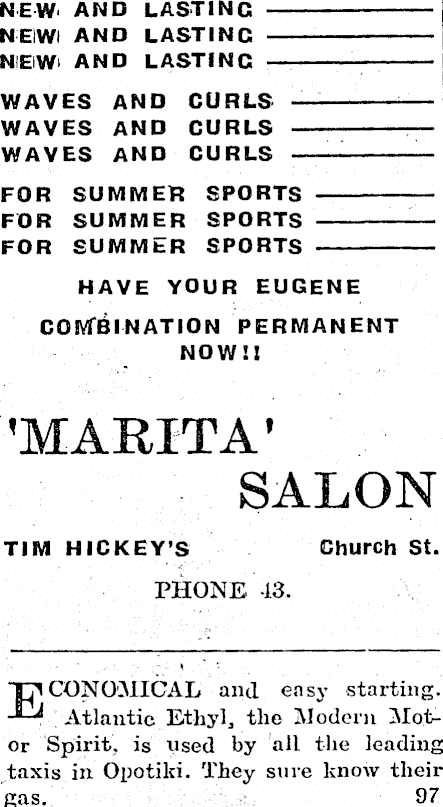 NEW AND LASTING
NEW AND LASTING
NEW AND LASTING
WAVES AND CURLS
WAVES AND CURLS
WAVES AND CURLS
FOR SUMMER SPORTS
FOR SUMMER SPORTS
FOR SUMMER SPORTS
HAVE YOUR EUGENE
COMBINATION PERMANENT
NOW!!
'MARITA'
SALON
TIM HICKEY'S Church St.
PHONE 43.
ECONOMICAL and easy starting.
Atlantic Ethyl, the Modern Mot-
or Spirit, is used by all the leading
taxis in Opotiki. They sure know their
gas. 97